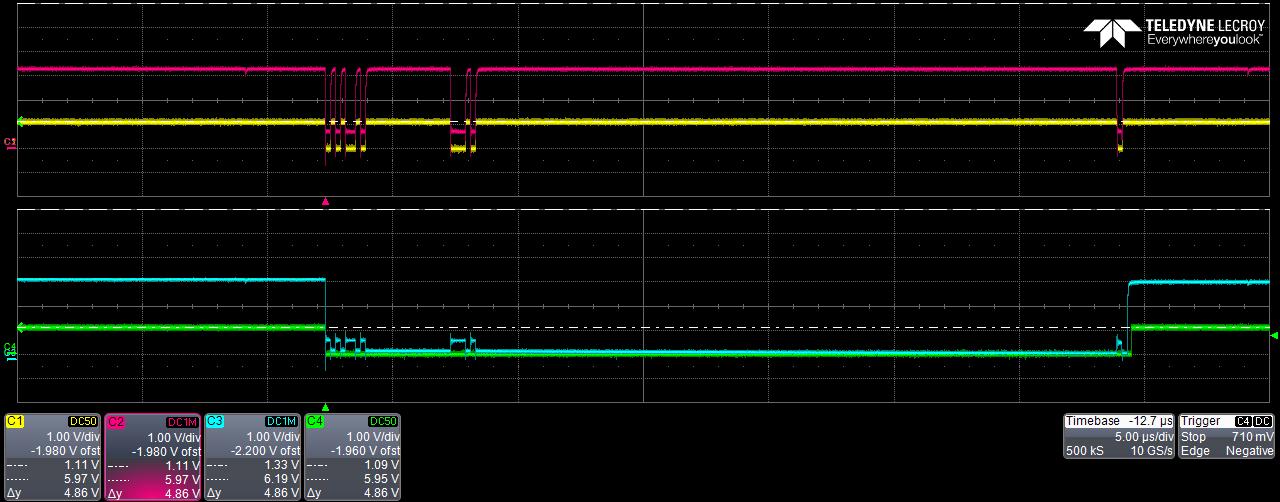 TELEDYNE LECROY
Everywhereyoulook™
C1 DC50
1.00 V/div
-1.980 V ofst
1.11 V
5.97 V
Δy 4.86 V
C2 DC1M
1.00 V/div
-1.980 V ofst
1.11 V
5.97 V
Δy 4.86 V
C3 DC1M
1.00 V/div
-2.200 V ofst
1.33 V
6.19 V
Δy 4.86 V
C4 DC50
1.00 V/div
-1.960 V ofst
1.09 V
5.95 V
Δy 4.86 V
Timebase -12.7 µs
5.00 µs/div
500 kS 10 GS/s
Trigger C4 DC
Stop 710 mV
Edge Negative